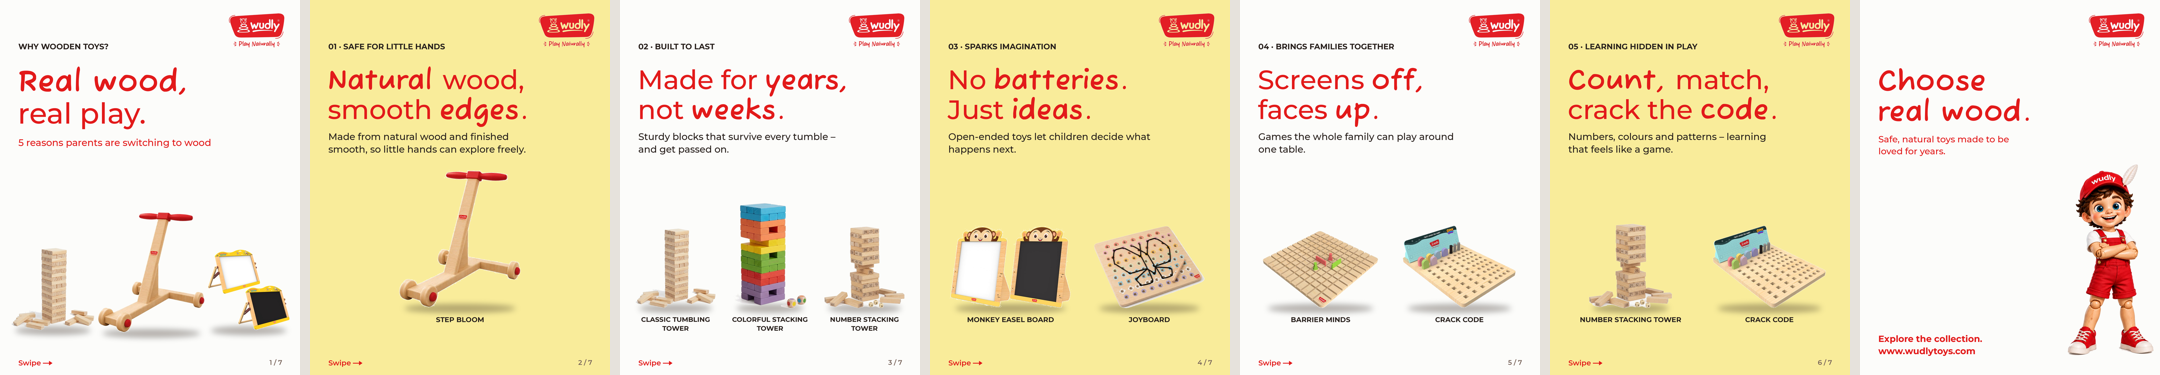 wudly
Play Naturally
WHY WOODEN TOYS?
Real wood,
real play.
5 reasons parents are switching to wood
Swipe →
1 / 7
wudly
Play Naturally
01 · SAFE FOR LITTLE HANDS
Natural wood,
smooth edges.
Made from natural wood and finished
smooth, so little hands can explore freely.
STEP BLOOM
Swipe →
2 / 7
wudly
Play Naturally
02 · BUILT TO LAST
Made for years,
not weeks.
Sturdy blocks that survive every tumble –
and get passed on.
CLASSIC TUMBLING
TOWER
COLORFUL STACKING
TOWER
NUMBER STACKING
TOWER
Swipe →
3 / 7
wudly
Play Naturally
03 · SPARKS IMAGINATION
No batteries.
Just ideas.
Open-ended toys let children decide what
happens next.
MONKEY EASEL BOARD
JOYBOARD
Swipe →
4 / 7
wudly
Play Naturally
04 · BRINGS FAMILIES TOGETHER
Screens off,
faces up.
Games the whole family can play around
one table.
BARRIER MINDS
CRACK CODE
Swipe →
5 / 7
wudly
Play Naturally
05 · LEARNING HIDDEN IN PLAY
Count, match,
crack the code.
Numbers, colours and patterns – learning
that feels like a game.
NUMBER STACKING TOWER
CRACK CODE
Swipe →
6 / 7
wudly
Play Naturally
Choose
real wood.
Safe, natural toys made to be
loved for years.
wudly
Explore the collection.
www.wudlytoys.com